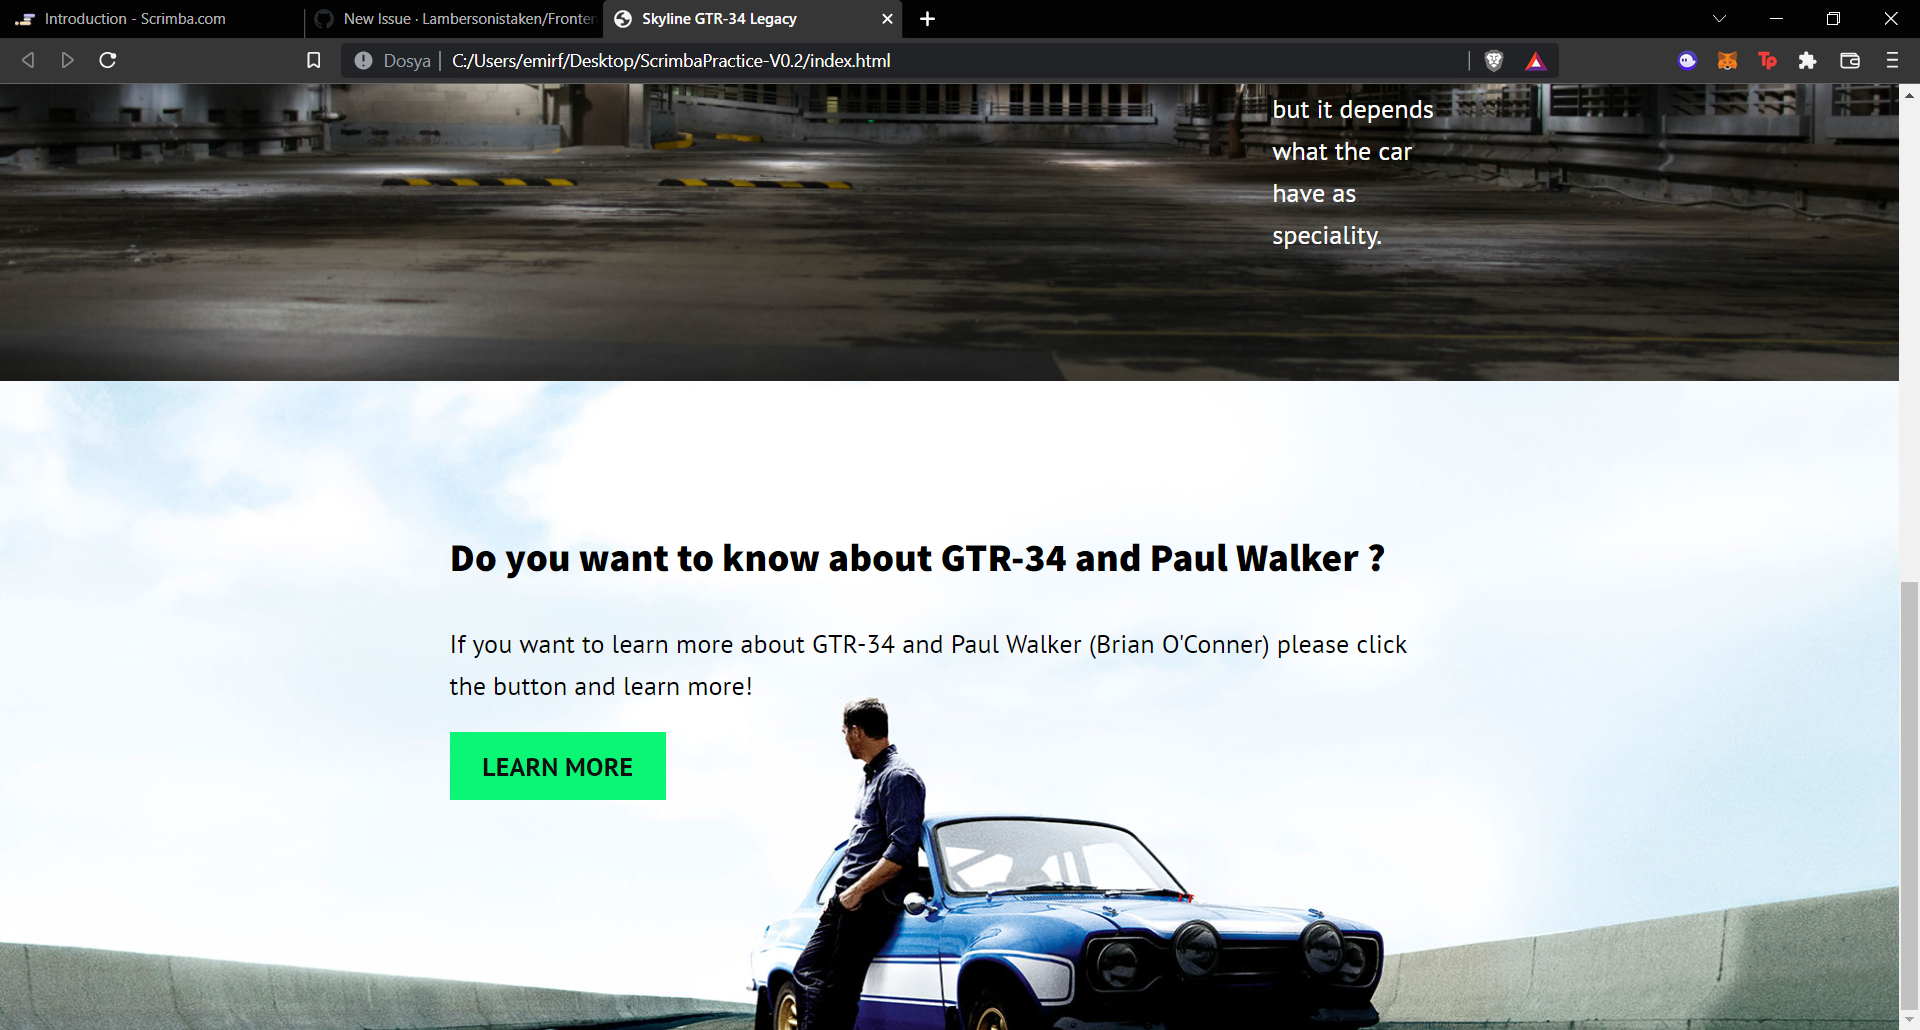 Introduction - Scrimba.com
New Issue · Lambersonistaken/Fronten
Skyline GTR-34 Legacy
Dosya
C:/Users/emirf/Desktop/ScrimbaPractice-V0.2/index.html
Tp
but it depends
what the car
have as
speciality.
Do you want to know about GTR-34 and Paul Walker ?
If you want to learn more about GTR-34 and Paul Walker (Brian O'Conner) please click
the button and learn more!
LEARN MORE